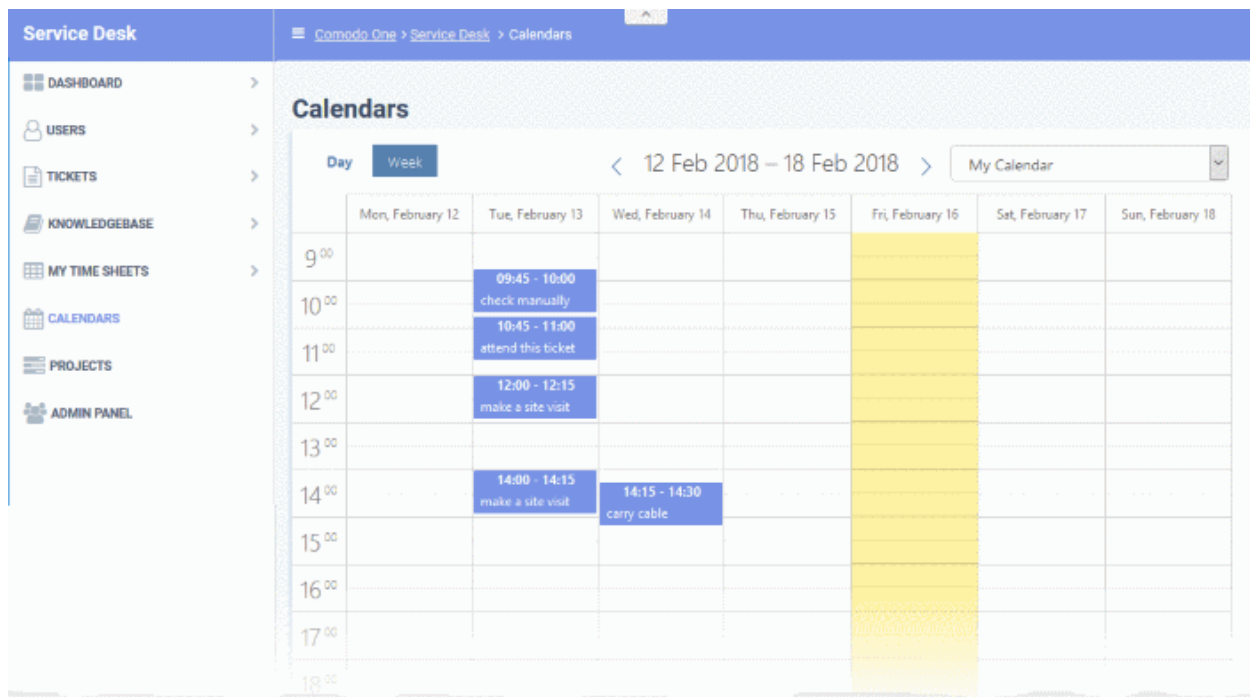 Service Desk
Comodo One > Service Desk > Calendars
DASHBOARD
USERS
TICKETS
KNOWLEDGEBASE
MY TIME SHEETS
CALENDARS
PROJECTS
ADMIN PANEL
Calendars
Day Week 12 Feb 2018 – 18 Feb 2018 My Calendar
Mon, February 12 Tue, February 13 Wed, February 14 Thu, February 15 Fri, February 16 Sat, February 17 Sun, February 18
9 00
09:45 - 10:00
check manually
10 00
10:45 - 11:00
attend this ticket
11 00
12:00 - 12:15
make a site visit
12 00
13 00
14:00 - 14:15
make a site visit
14:15 - 14:30
carry cable
14 00
15 00
16 00
17 00
18 00